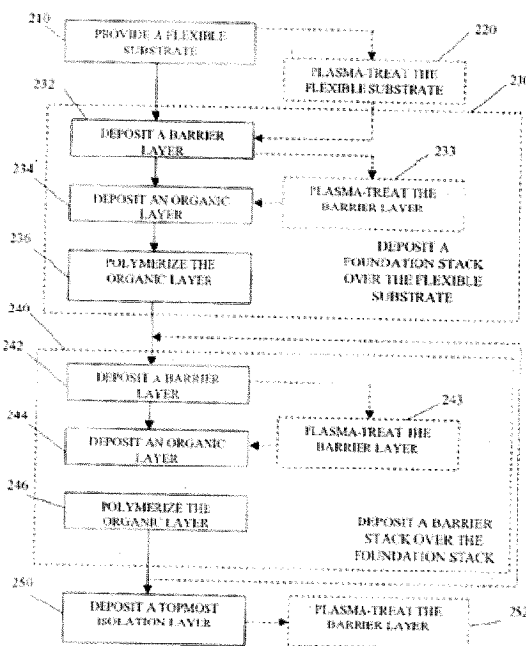 210
PROVIDE A FLEXIBLE
SUBSTRATE
220
PLASMA-TREAT THE
FLEXIBLE SUBSTRATE
230
232
DEPOSIT A BARRIER
LAYER
233
PLASMA-TREAT THE
BARRIER LAYER
234
DEPOSIT AN ORGANIC
LAYER
236
POLYMERIZE THE
ORGANIC LAYER
DEPOSIT A
FOUNDATION STACK
OVER THE FLEXIBLE
SUBSTRATE
240
242
DEPOSIT A BARRIER
LAYER
243
PLASMA-TREAT THE
BARRIER LAYER
244
DEPOSIT AN ORGANIC
LAYER
246
POLYMERIZE THE
ORGANIC LAYER
DEPOSIT A BARRIER
STACK OVER THE
FOUNDATION STACK
250
DEPOSIT A TOPMOST
ISOLATION LAYER
PLASMA-TREAT THE
BARRIER LAYER
252